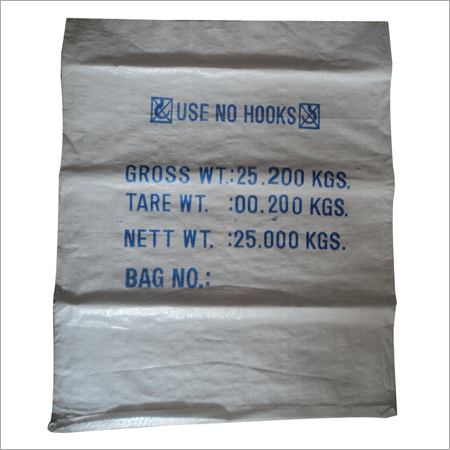 USE NO HOOKS
GROSS WT.:25.200 KGS.
TARE WT. :00.200 KGS.
NETT WT. :25.000 KGS.
BAG NO.: